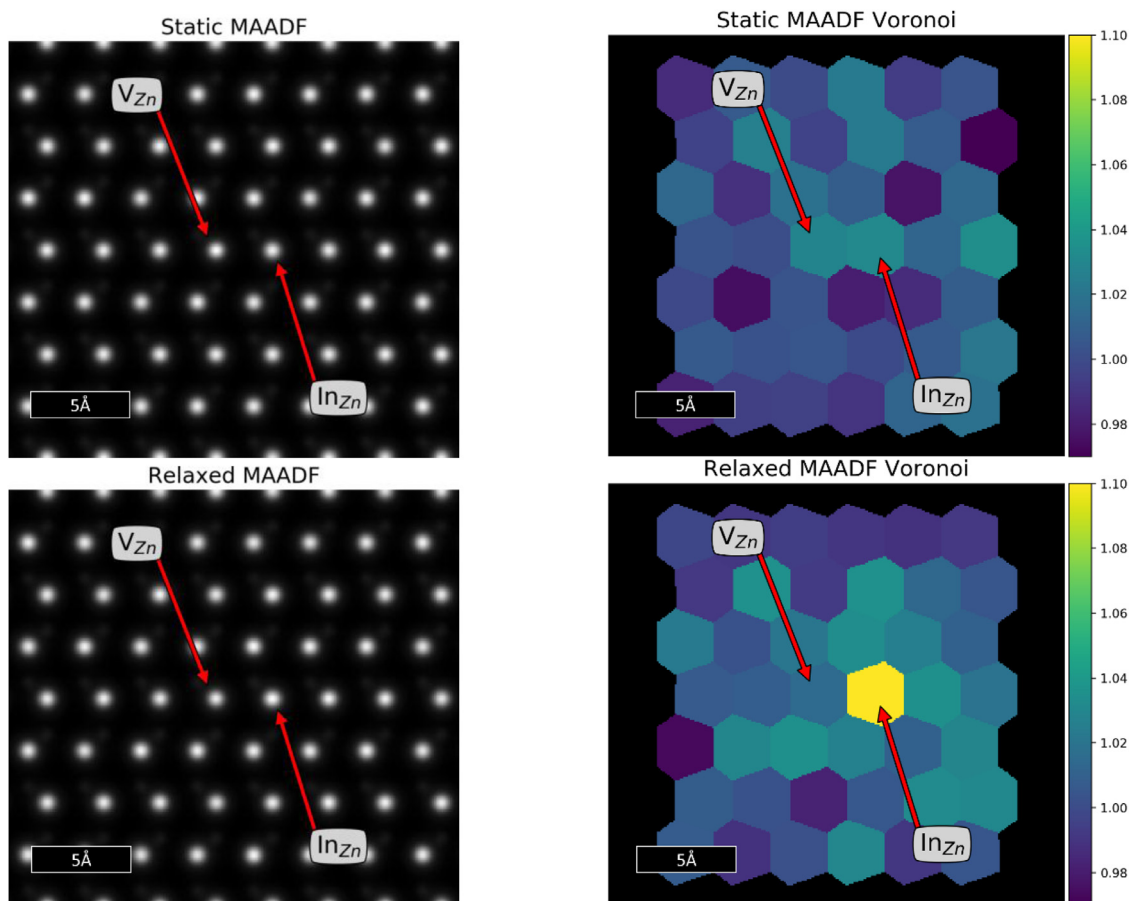 Static MAADF
V_Zn
In_Zn
5Å
Static MAADF Voronoi
V_Zn
In_Zn
5Å
1.10
1.08
1.06
1.04
1.02
1.00
0.98
Relaxed MAADF
V_Zn
In_Zn
5Å
Relaxed MAADF Voronoi
V_Zn
In_Zn
5Å
1.10
1.08
1.06
1.04
1.02
1.00
0.98